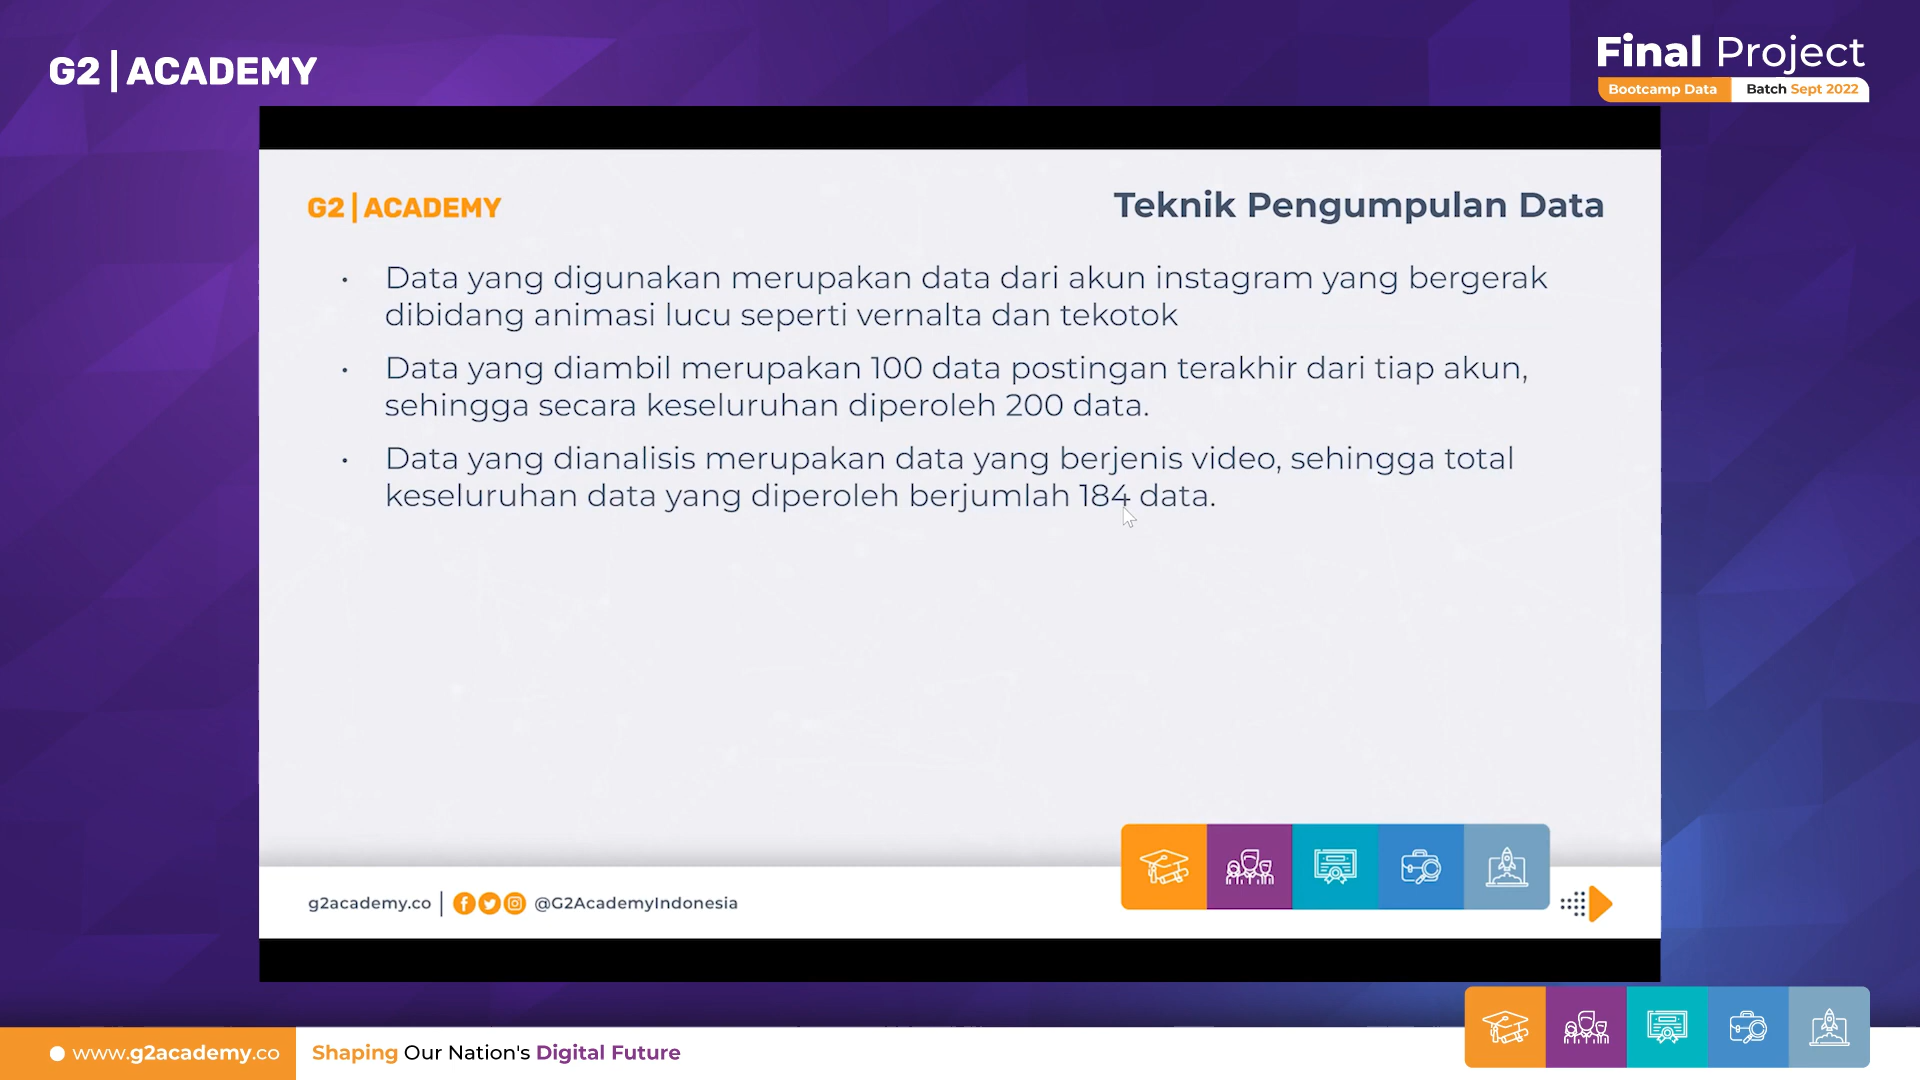 G2 | ACADEMY
Final Project
Bootcamp Data Batch Sept 2022
G2 | ACADEMY
Teknik Pengumpulan Data
• Data yang digunakan merupakan data dari akun instagram yang bergerak
dibidang animasi lucu seperti vernalta dan tekotok
• Data yang diambil merupakan 100 data postingan terakhir dari tiap akun,
sehingga secara keseluruhan diperoleh 200 data.
• Data yang dianalisis merupakan data yang berjenis video, sehingga total
keseluruhan data yang diperoleh berjumlah 184 data.
g2academy.co | @G2AcademyIndonesia
www.g2academy.co Shaping Our Nation's Digital Future